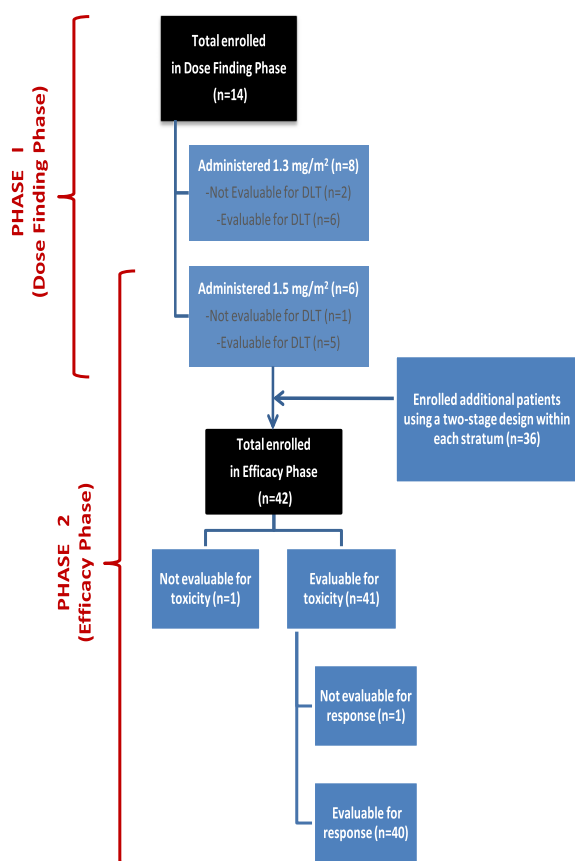 PHASE I
(Dose Finding Phase)
Total enrolled
in Dose Finding Phase
(n=14)
Administered 1.3 mg/m² (n=8)
-Not Evaluable for DLT (n=2)
-Evaluable for DLT (n=6)
Administered 1.5 mg/m² (n=6)
-Not evaluable for DLT (n=1)
-Evaluable for DLT (n=5)
Enrolled additional patients
using a two-stage design within
each stratum (n=36)
PHASE 2
(Efficacy Phase)
Total enrolled
in Efficacy Phase
(n=42)
Not evaluable for
toxicity (n=1)
Evaluable for
toxicity (n=41)
Not evaluable for
response (n=1)
Evaluable for
response (n=40)